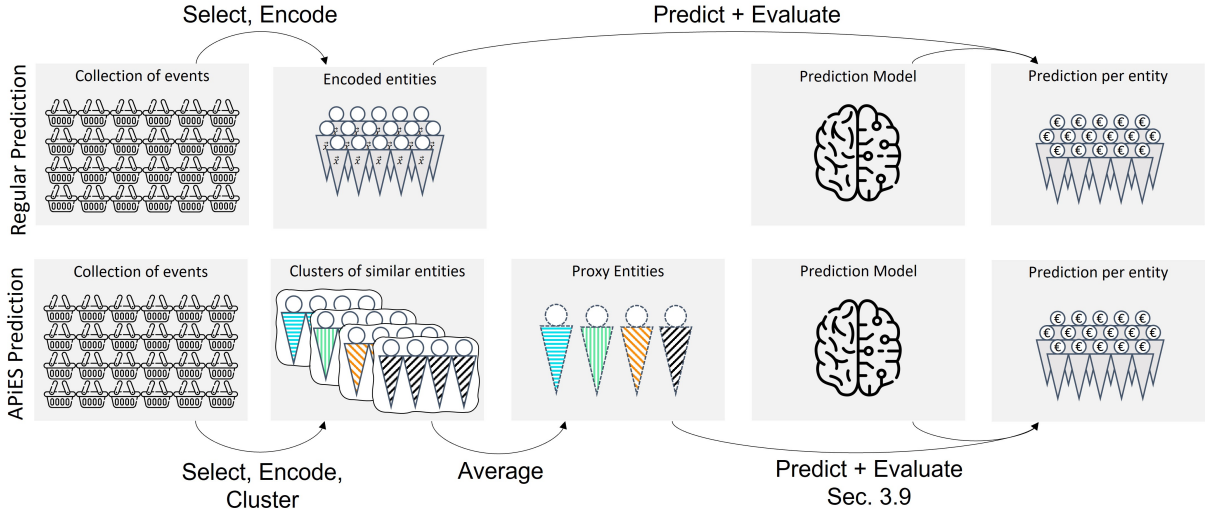 Select, Encode
Predict + Evaluate
Regular Prediction
Collection of events
Encoded entities
Prediction Model
Prediction per entity
APiES Prediction
Collection of events
Clusters of similar entities
Proxy Entities
Prediction Model
Prediction per entity
Select, Encode,
Cluster
Average
Predict + Evaluate
Sec. 3.9